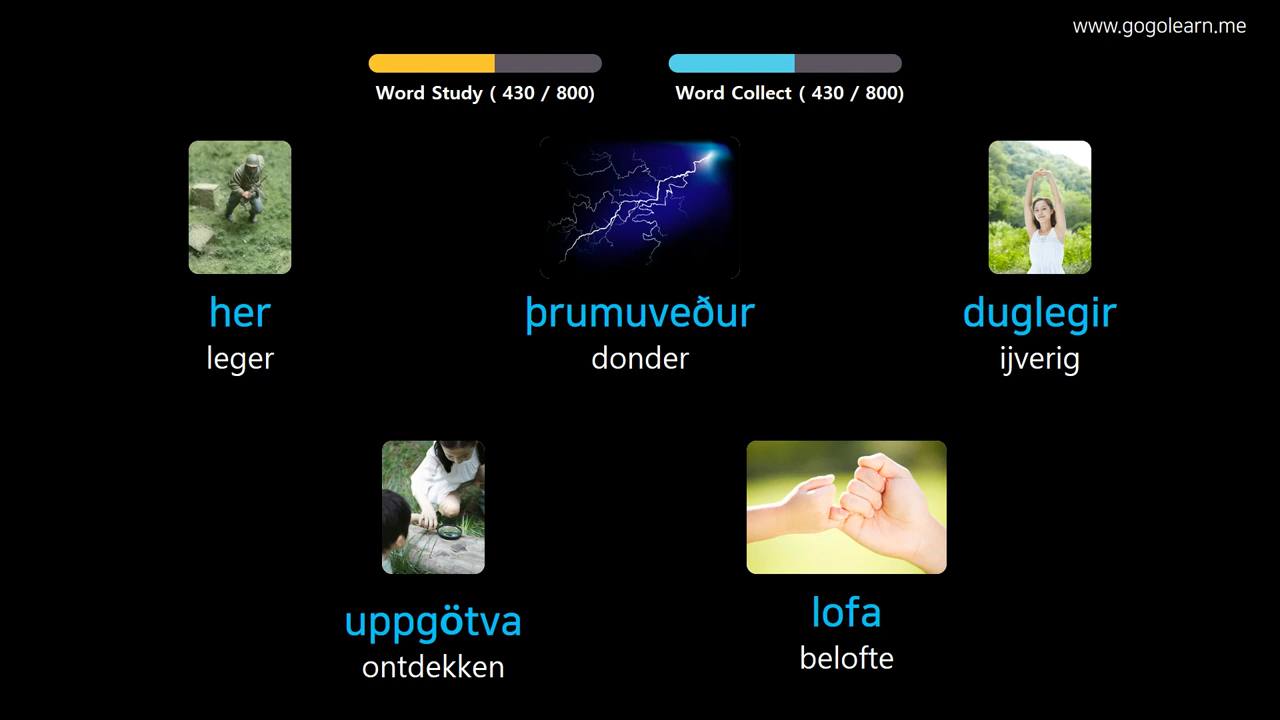 www.gogolearn.me
Word Study ( 430 / 800)
Word Collect ( 430 / 800)
her
leger
þrumuveður
donder
duglegir
ijverig
uppgötva
ontdekken
lofa
belofte